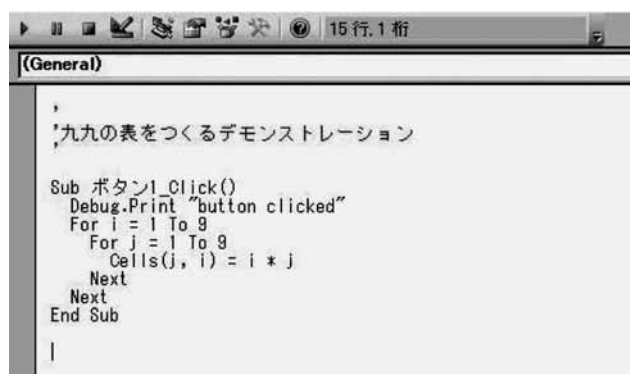 15 行, 1 桁
(General)
'
'九九の表をつくるデモンストレーション
'
Sub ボタン1_Click()
Debug.Print "button clicked"
For i = 1 To 9
For j = 1 To 9
Cells(j, i) = i * j
Next
Next
End Sub